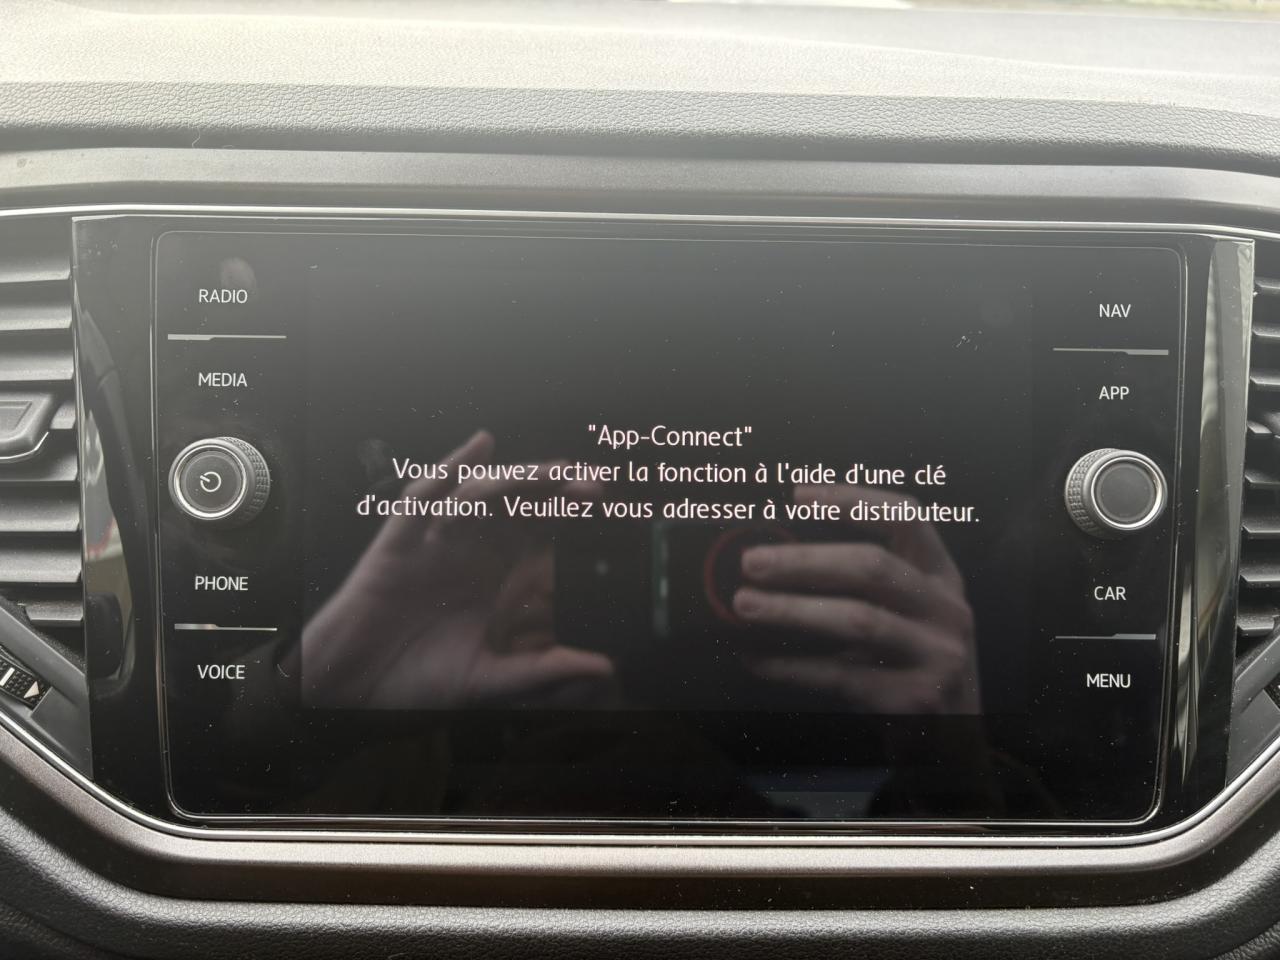 RADIO
MEDIA
PHONE
VOICE
"App-Connect"
Vous pouvez activer la fonction à l'aide d'une clé
d'activation. Veuillez vous adresser à votre distributeur.
NAV
APP
CAR
MENU